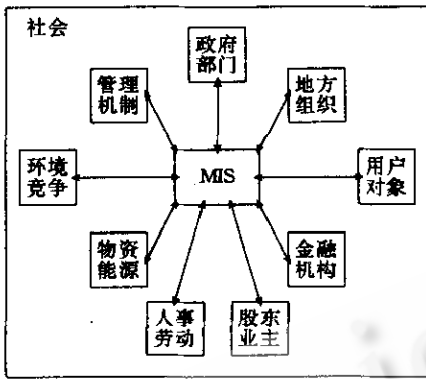 社会
政府
部门
管理
机制
地方
组织
环境
竞争
MIS
用户
对象
物资
能源
金融
机构
人事
劳动
股东
业主